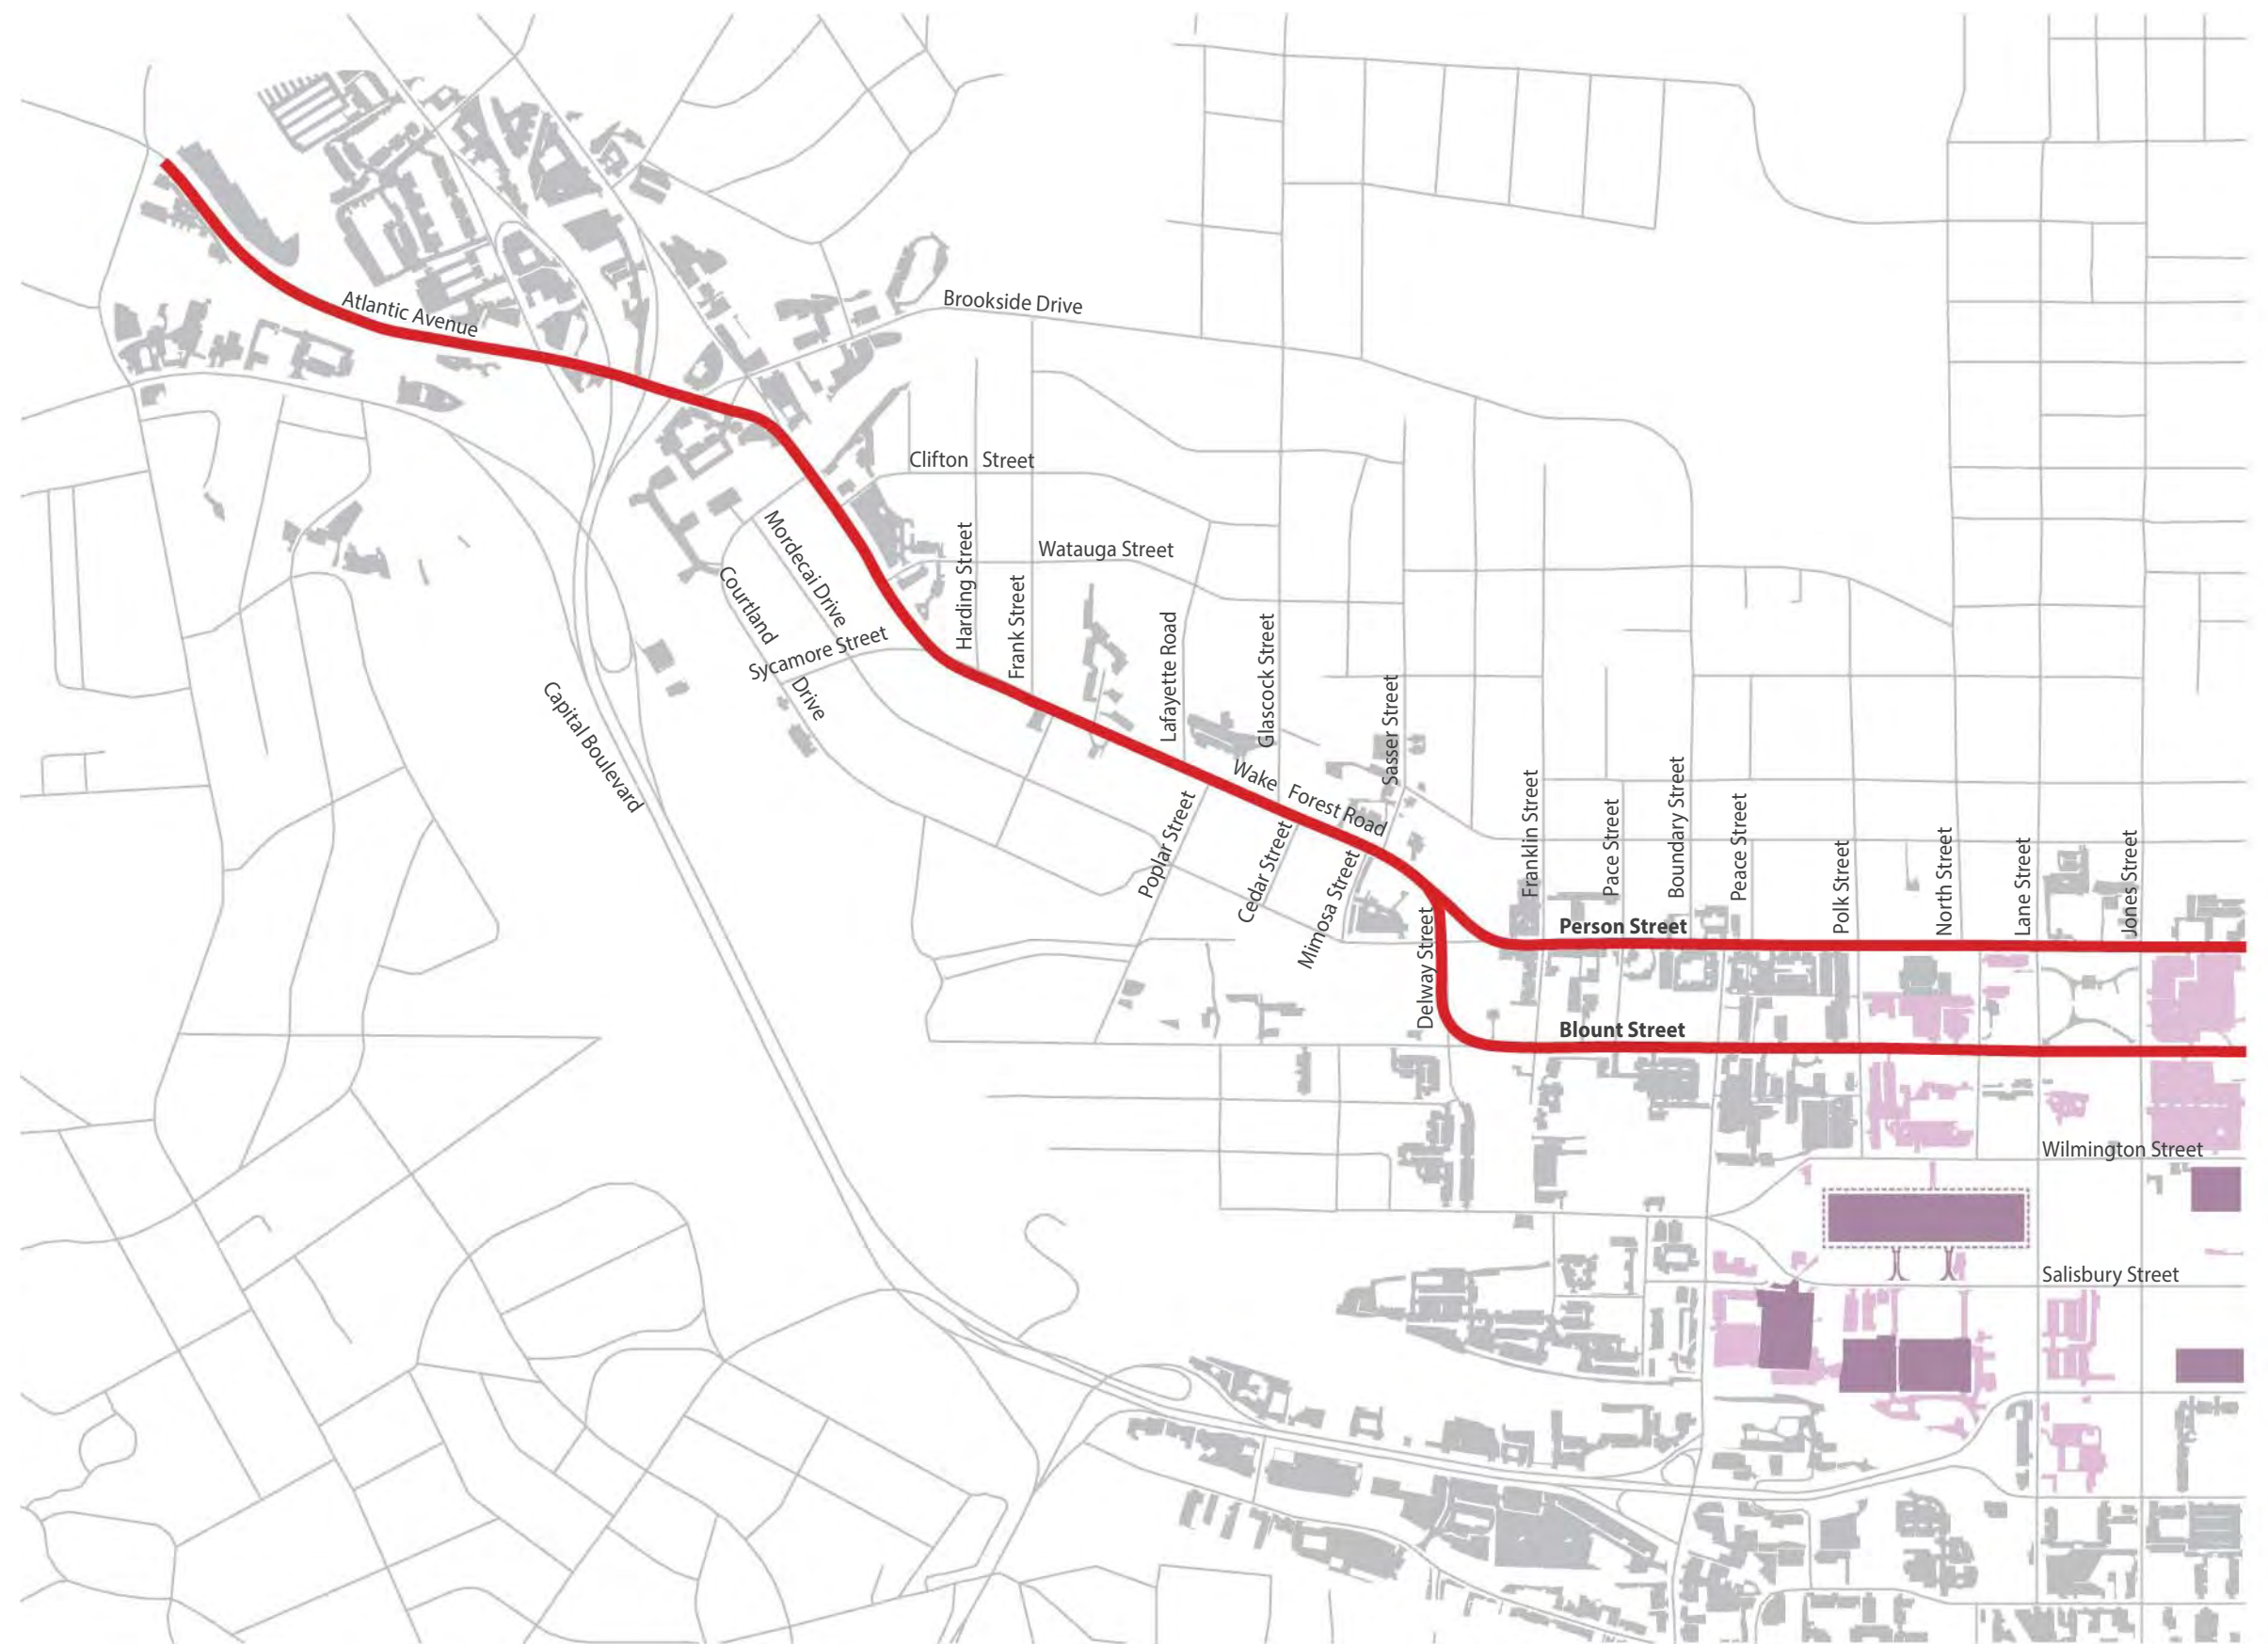 Brookside Drive
Atlantic Avenue
Clifton Street
Watauga Street
Mordecai Drive
Courtland Drive
Sycamore Street
Harding Street
Frank Street
Lafayette Road
Glascock Street
Sasser Street
Capital Boulevard
Wake Forest Road
Poplar Street
Cedar Street
Mimosa Street
Delway Street
Franklin Street
Pace Street
Boundary Street
Peace Street
Polk Street
North Street
Lane Street
Jones Street
Person Street
Blount Street
Wilmington Street
Salisbury Street